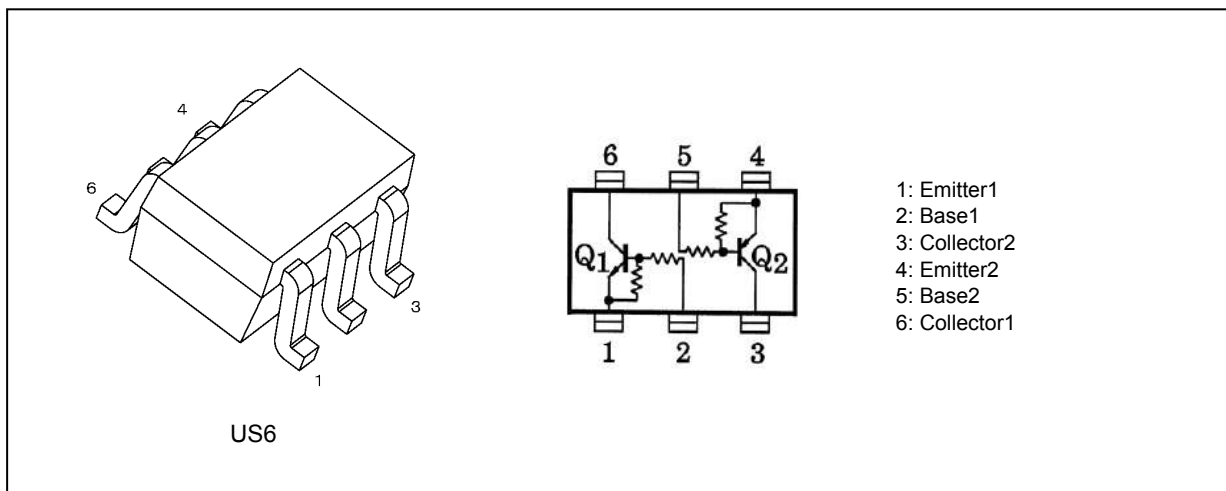 4
6
3
1
US6
6 5 4
Q1 Q2
1 2 3
1: Emitter1
2: Base1
3: Collector2
4: Emitter2
5: Base2
6: Collector1